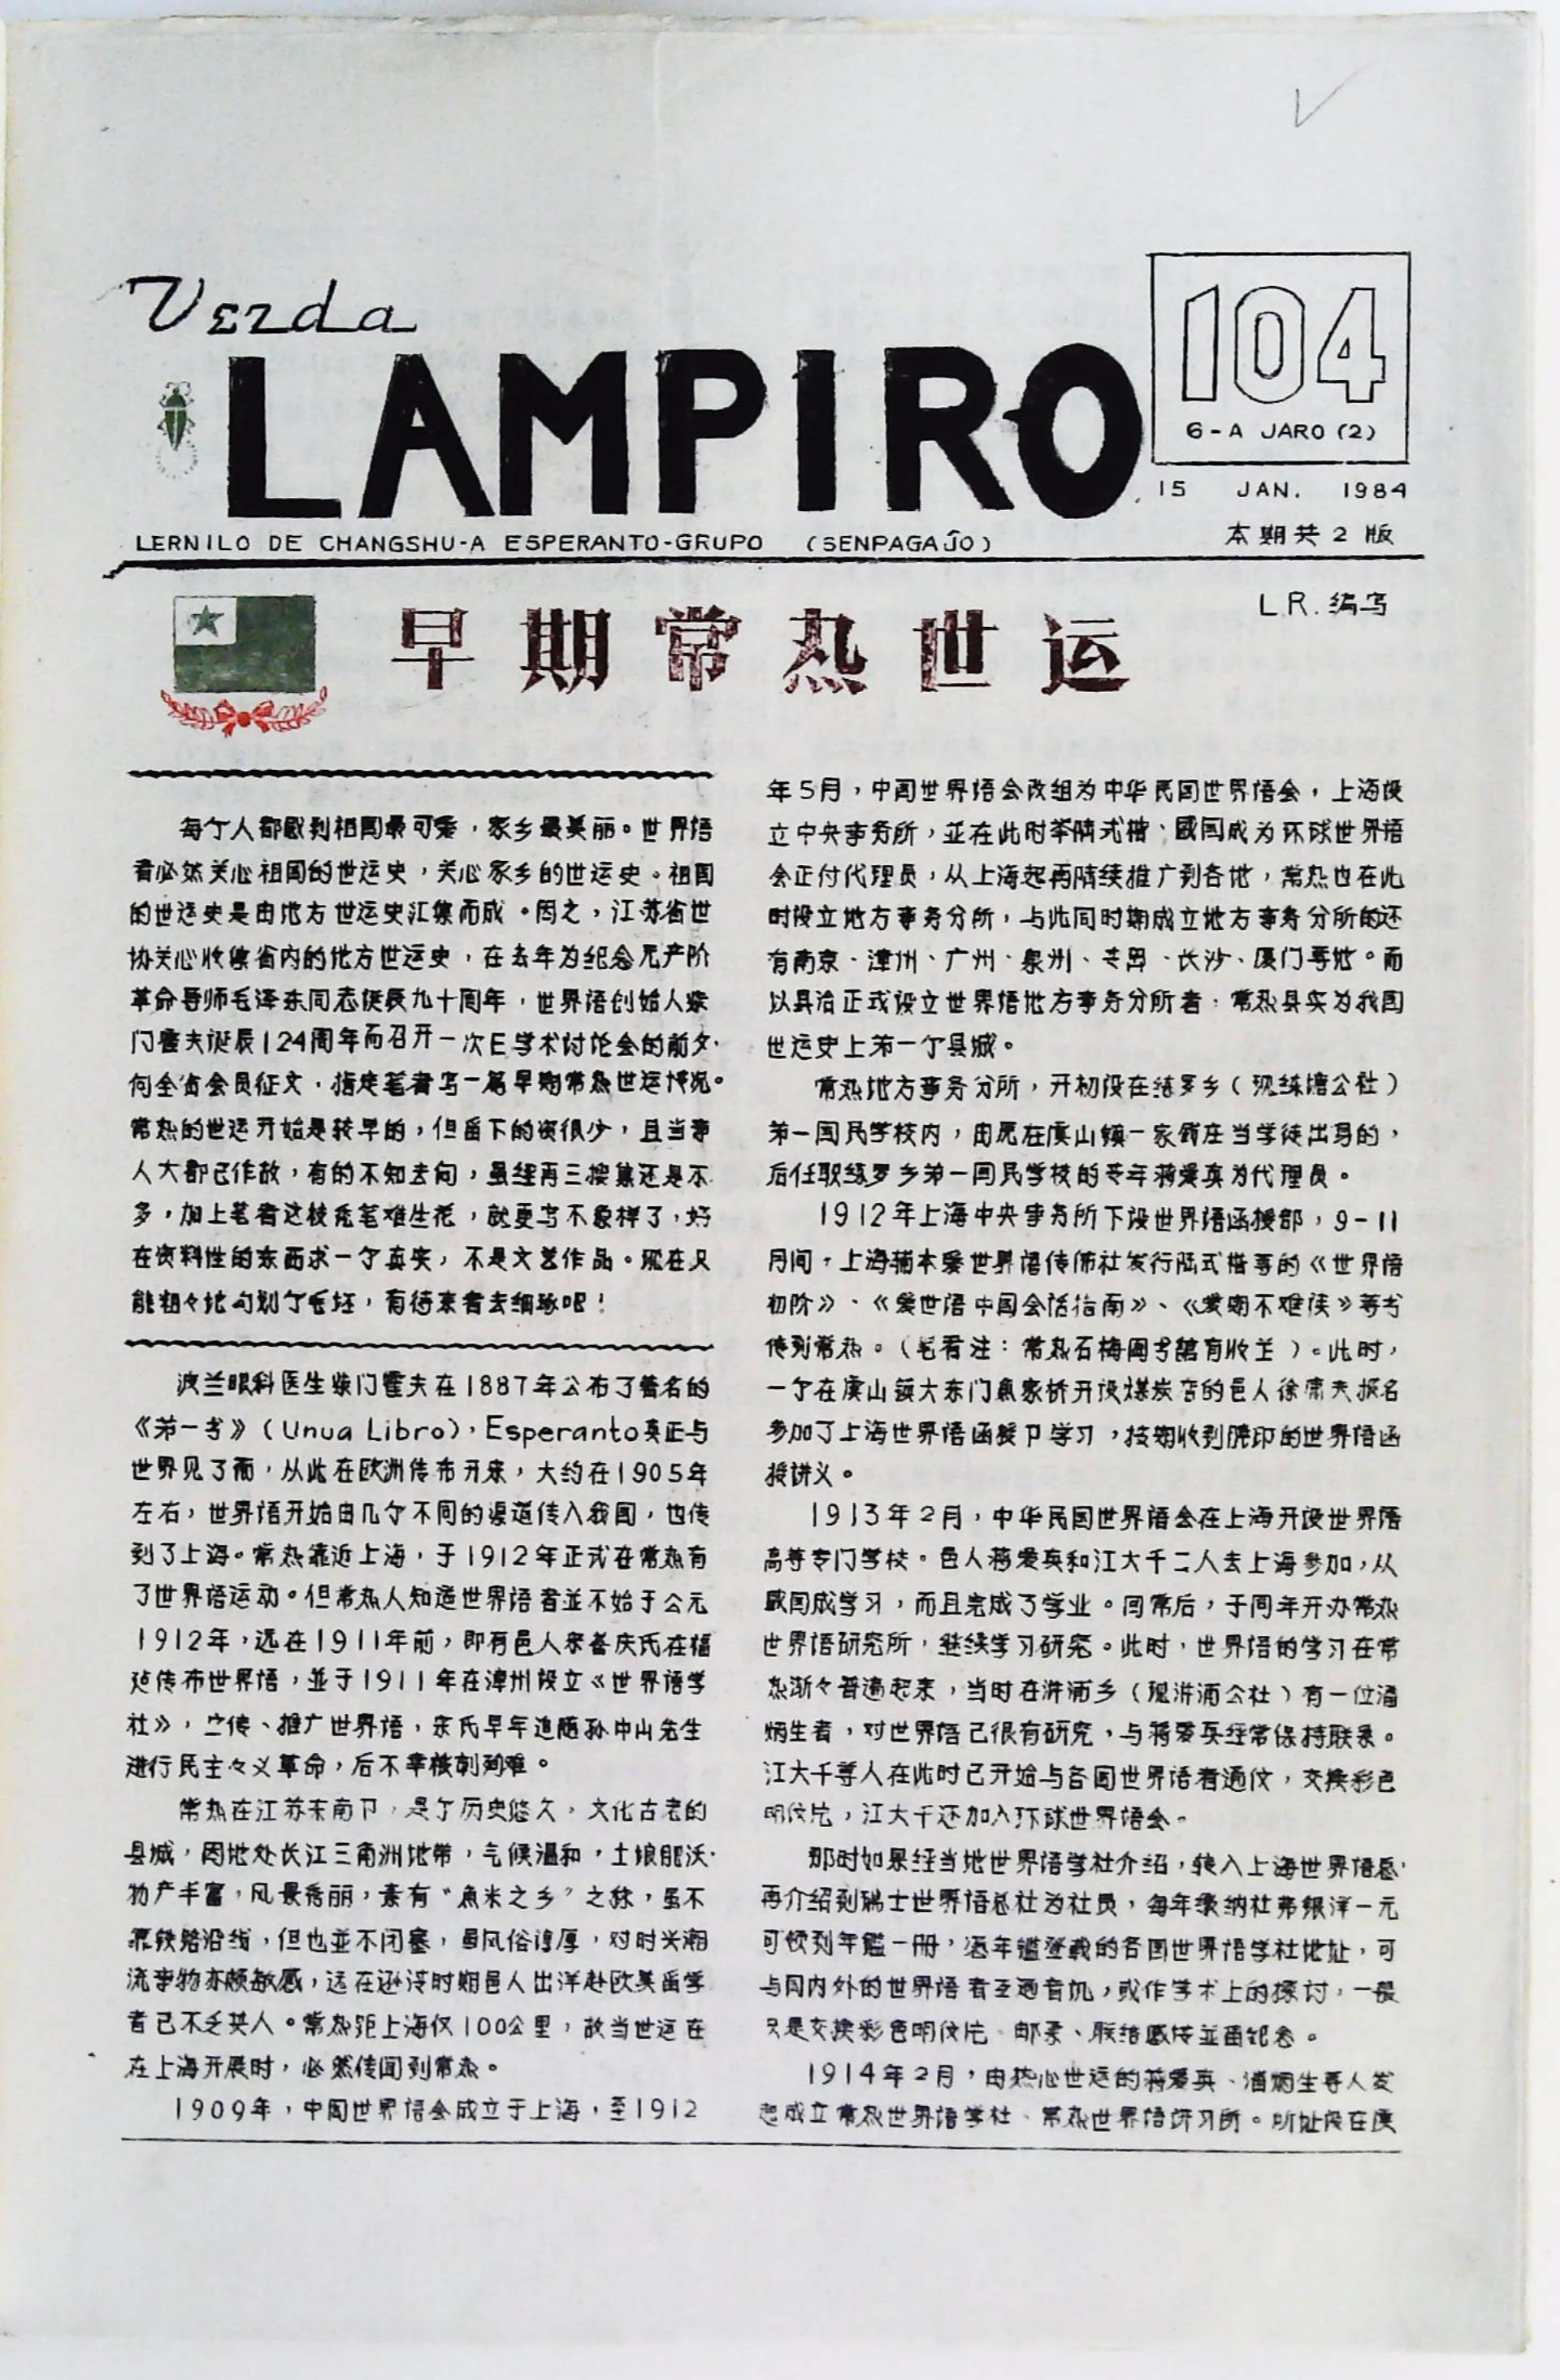 Verda
LAMPIRO
104
6-A JARO (2)
15 JAN. 1984
LERNILO DE CHANGSHU-A ESPERANTO-GRUPO (SENPAGAĴO)
本期共2版
早期常热世运
L.R. 编写
每个人都感到祖国最可爱，家乡最美丽。世界语
者必然关心祖国的世运史，关心家乡的世运史。祖国
的世运史是由地方世运史汇集而成。因之，江苏省世
协关心收集省内的地方世运史，在去年为纪念无产阶
革命导师毛泽东同志诞辰九十周年，世界语创始人柴
门霍夫诞辰124周年而召开一次E学术讨论会的前夕，
向全省会员征文，指定笔者写一篇早期常热世运情况。
常热的世运开始是较早的，但留下的资很少，且当事
人大都已作故，有的不知去向，虽经再三搜集还是不
多，加上笔者这枝秃笔难生花，就更写不象样了，好
在资料性的东西求一个真实，不是文艺作品。现在只
能粗々地勾划个毛坯，有待来者去细琢吧！
波兰眼科医生柴门霍夫在1887年公布了著名的
《第一书》（Unua Libro），Esperanto真正与
世界见了面，从此在欧洲传布开来，大约在1905年
左右，世界语开始由几个不同的渠道传入我国，也传
到了上海。常热靠近上海，于1912年正式在常热有
了世界语运动。但常热人知道世界语者並不始于公元
1912年，远在1911年前，即有邑人宋善庆氏在福
建传布世界语，並于1911年在漳州设立《世界语学
社》，宣传、推广世界语，宋氏早年追随孙中山先生
进行民主々义革命，后不幸被刺殉难。
常热在江苏东南卩，是个历史悠久，文化古老的
县城，因地处长江三角洲地带，气候温和，土埌肥沃，
物产丰富，风景秀丽，素有“鱼米之乡”之称，虽不
靠铁路沿线，但也並不闭塞，虽风俗淳厚，对时兴潮
流事物亦颇敏感，远在逊清时期邑人出洋赴欧美留学
者已不乏其人。常热距上海仅100公里，故当世运在
在上海开展时，必然传闻到常热。
1909年，中国世界语会成立于上海，至1912
年5月，中国世界语会改组为中华民国世界语会，上海设
立中央事务所，並在此时举陆式楷、盛国成为环球世界语
会正付代理员，从上海起再陆续推广到各地，常热也在此
时设立地方事务分所，与此同时期成立地方事务分所的还
有南京、漳州、广州、泉州、芜湖、长沙、厦门等地。而
以县治正式设立世界语地方事务分所者，常热县实为我国
世运史上第一个县城。
常热地方事务分所，开初设在练罗乡（现练塘公社）
第一国民学校内，由原在虞山镇一家钱庄当学徒出身的，
后任职练罗乡第一国民学校的青年蒋爱真为代理员。
1912年上海中央事务所下设世界语函授部，9-11
月间，上海辅本爱世界语传佈社发行陆式楷等的《世界语
初阶》、《爱世语中国会话指南》、《爱期不难读》等书
传到常热。（笔者注：常热石梅图书馆有收主）。此时，
一个在虞山镇大东门鱼家桥开设煤炭店的邑人徐 夫报名
参加了上海世界语函授卩学习，按期收到腾印的世界语函
授讲义。
1913年2月，中华民国世界语会在上海开设世界语
高等专门学校。邑人蒋爱真和江大千二人去上海参加，从
盛国成学习，而且完成了学业。回常后，于同年开办常热
世界语研究所，继续学习研究。此时，世界语的学习在常
热渐々普遍起来，当时在浒浦乡（现浒浦公社）有一位潘
炳生者，对世界语已很有研究，与蒋爱真经常保持联系。
江大千等人在此时已开始与各国世界语者通伩，交换彩色
明伩片，江大千还加入环球世界语会。
那时如果经当地世界语学社介绍，转入上海世界语总，
再介绍到瑞士世界语总社为社员，每年缴纳社费银洋一元
可领到年鉴一册，逐年鉴登载的各国世界语学社地址，可
与国内外的世界语者互通音讯，或作学术上的探讨，一般
只是交换彩色明伩片、邮票、联络感情並留纪念。
1914年2月，由热心世运的蒋爱真、潘炳生等人发
起成立常热世界语学社、常热世界语研习所。所址设在虞